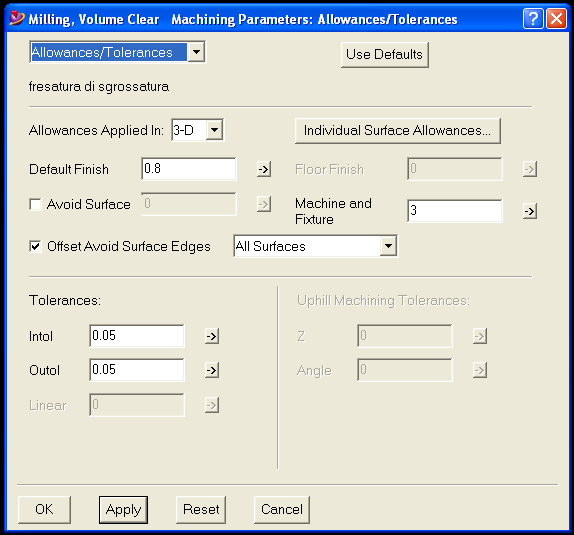 Milling, Volume Clear Machining Parameters: Allowances/Tolerances
Allowances/Tolerances Use Defaults
fresatura di sgrossatura
Allowances Applied In: 3-D Individual Surface Allowances...
Default Finish 0.8 -> Floor Finish 0 ->
Avoid Surface 0 -> Machine and Fixture 3 ->
Offset Avoid Surface Edges All Surfaces
Tolerances: Uphill Machining Tolerances:
Intol 0.05 -> Z 0 ->
Outol 0.05 -> Angle 0 ->
Linear 0 ->
OK Apply Reset Cancel